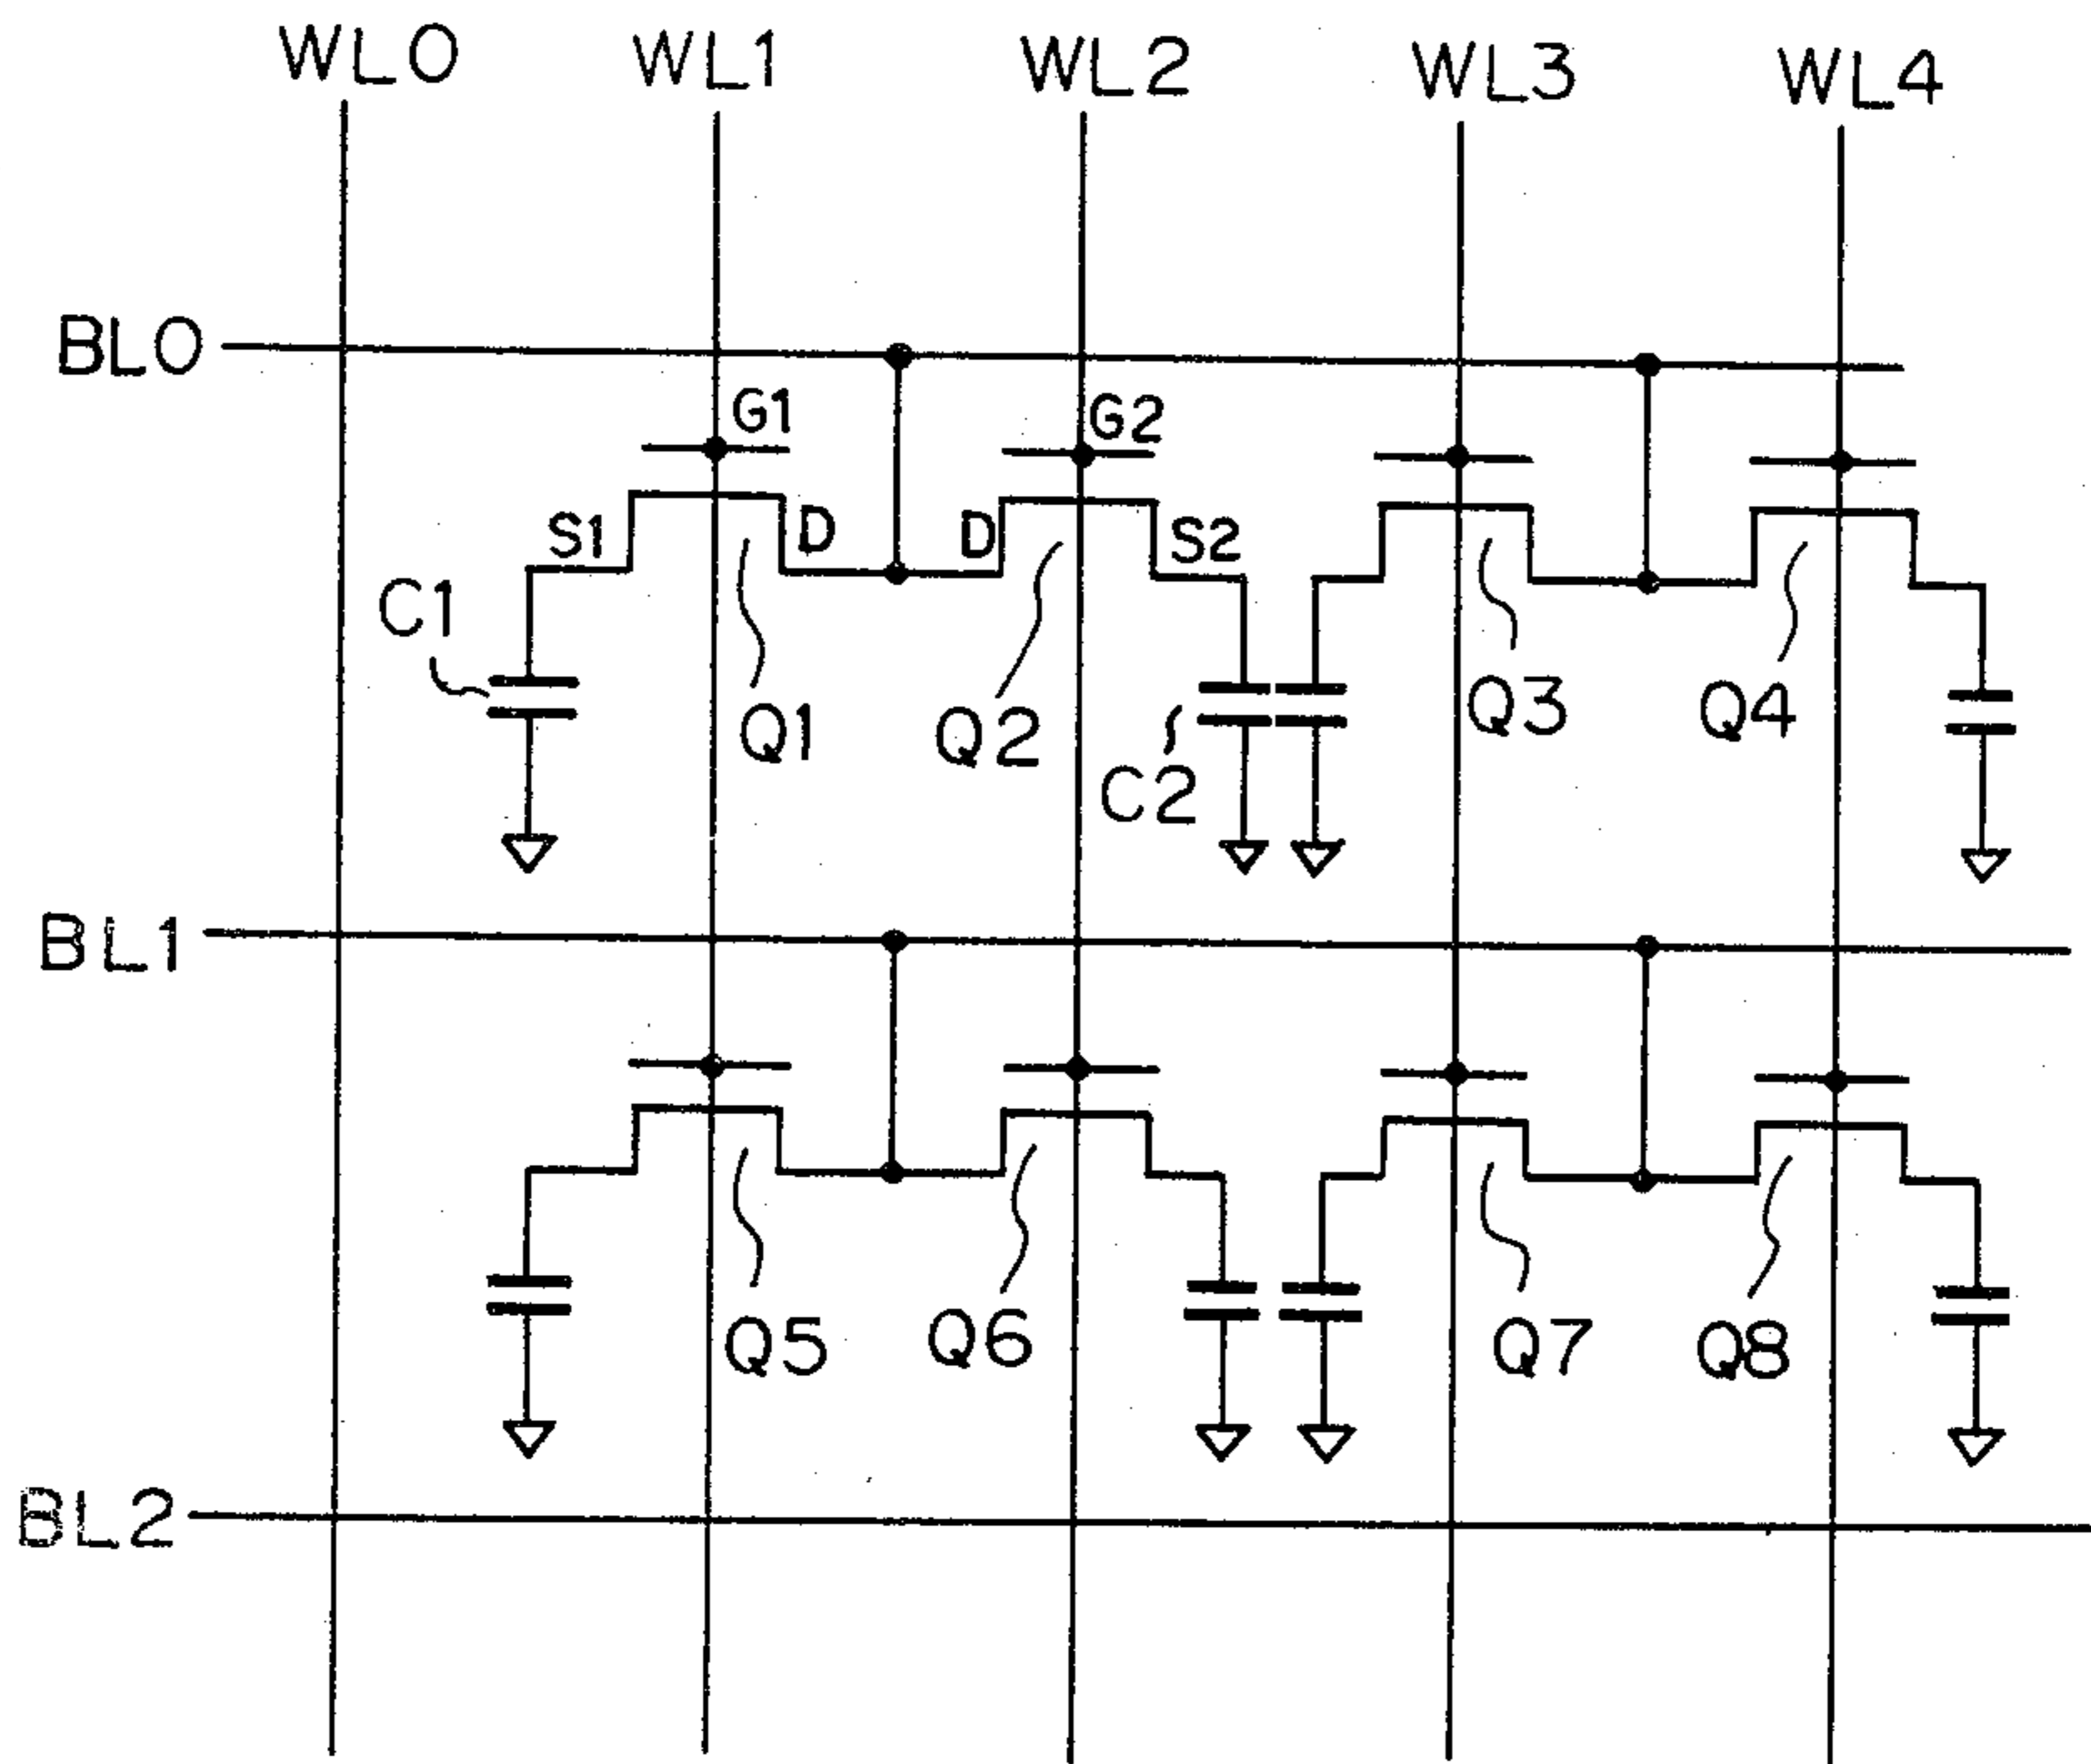 WL0 WL1 WL2 WL3 WL4
BL0
G1 G2
S1 D D S2
C1
Q1 Q2 Q3 Q4
C2
BL1
Q5 Q6 Q7 Q8
BL2